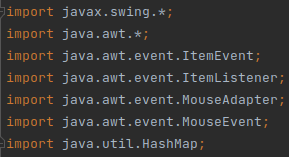 import javax.swing.*;
import java.awt.*;
import java.awt.event.ItemEvent;
import java.awt.event.ItemListener;
import java.awt.event.MouseAdapter;
import java.awt.event.MouseEvent;
import java.util.HashMap;